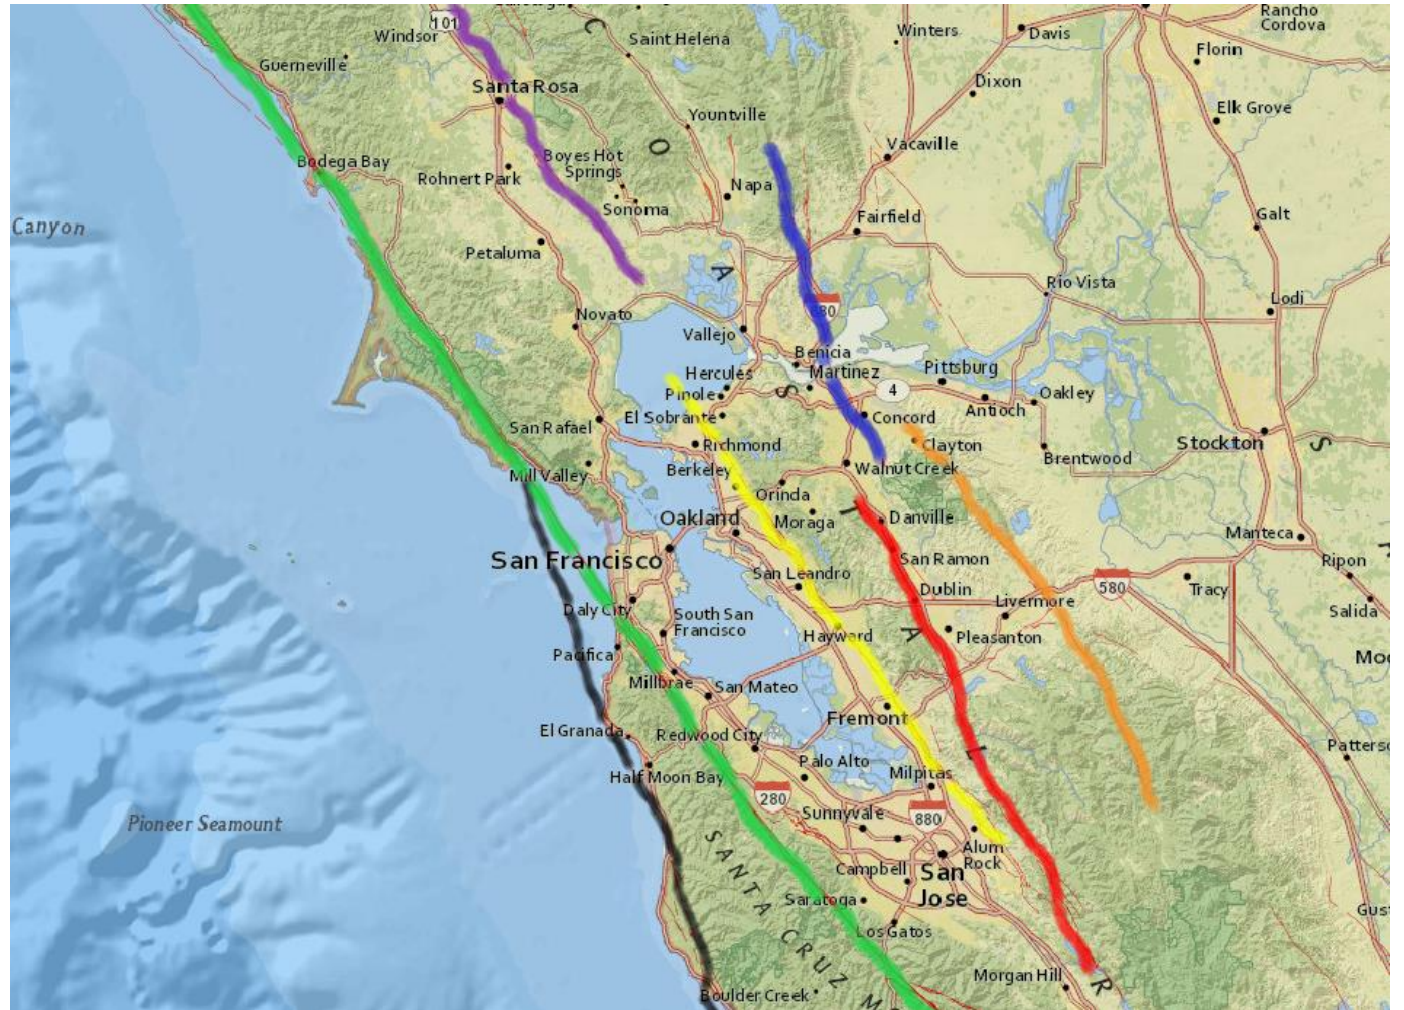 Rancho
Cordova
101
Windsor
C
Saint Helena
Winters
Davis
Florin
Guerneville
Santa Rosa
Dixon
Elk Grove
Yountville
O
Vacaville
Bodega Bay
Boyes Hot
Springs
Rohnert Park
Napa
Sonoma
Fairfield
Galt
Canyon
Petaluma
A
Rio Vista
Lodi
Novato
Vallejo
Benicia
Martinez
Pittsburg
Hercules
Pinole
S
4
Oakley
Antioch
San Rafael
El Sobrante
Concord
Clayton
Richmond
Stockton
S
Brentwood
Mill Valley
Berkeley
Walnut Creek
Orinda
Oakland
Moraga
T
Danville
Manteca
San Francisco
San Ramon
Ripon
San Leandro
Dublin
580
Tracy
Livermore
Salida
Daly City
South San
Francisco
Hayward
A
Pleasanton
Pacifica
Millbrae
San Mateo
Fremont
El Granada
Redwood City
L
Palo Alto
Milpitas
Half Moon Bay
280
Sunnyvale
880
Pioneer Seamount
SANTA CRUZ M
Alum
Rock
Campbell
San
Jose
Saratoga
Los Gatos
Morgan Hill
R
Boulder Creek